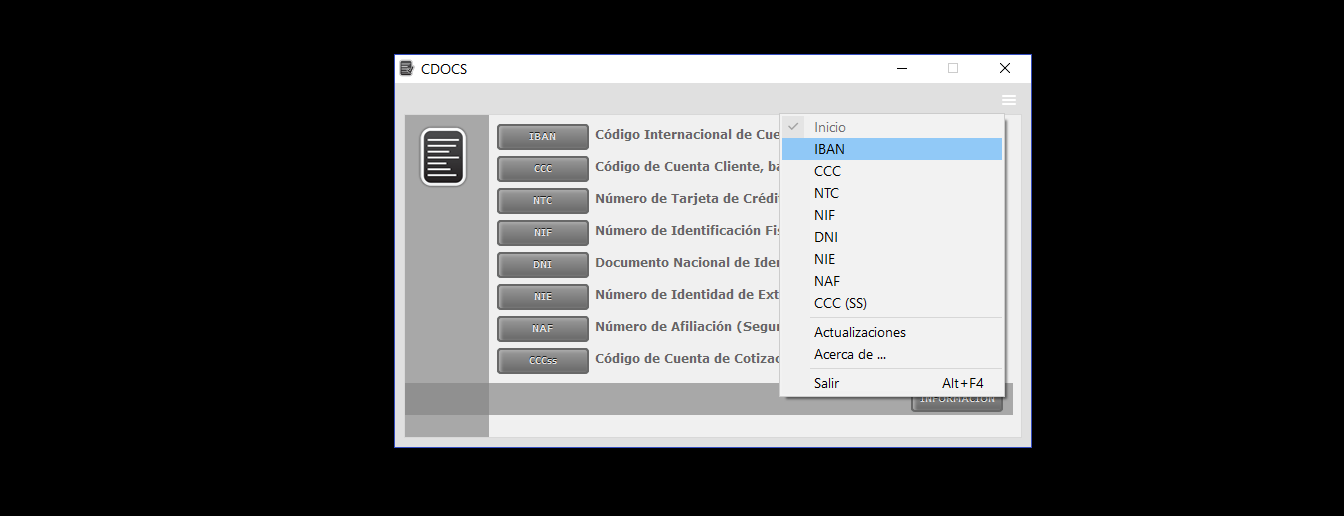 CDOCS
IBAN Código Internacional de Cue
CCC Código de Cuenta Cliente, ba
NTC Número de Tarjeta de Crédi
NIF Número de Identificación Fis
DNI Documento Nacional de Iden
NIE Número de Identidad de Ext
NAF Número de Afiliación (Segur
CCCss Código de Cuenta de Cotizac
INFORMACIÓN
Inicio
IBAN
CCC
NTC
NIF
DNI
NIE
NAF
CCC (SS)
Actualizaciones
Acerca de ...
Salir Alt+F4